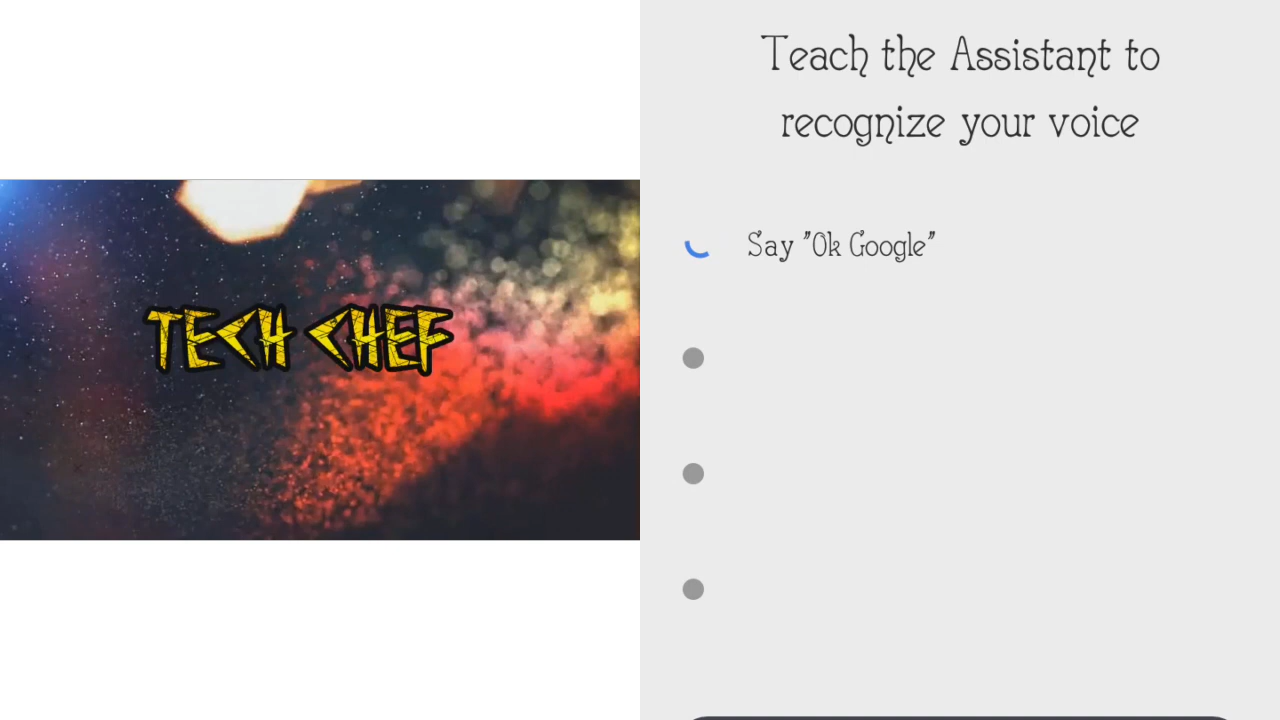 TECH CHEF
Teach the Assistant to
recognize your voice
Say "Ok Google"